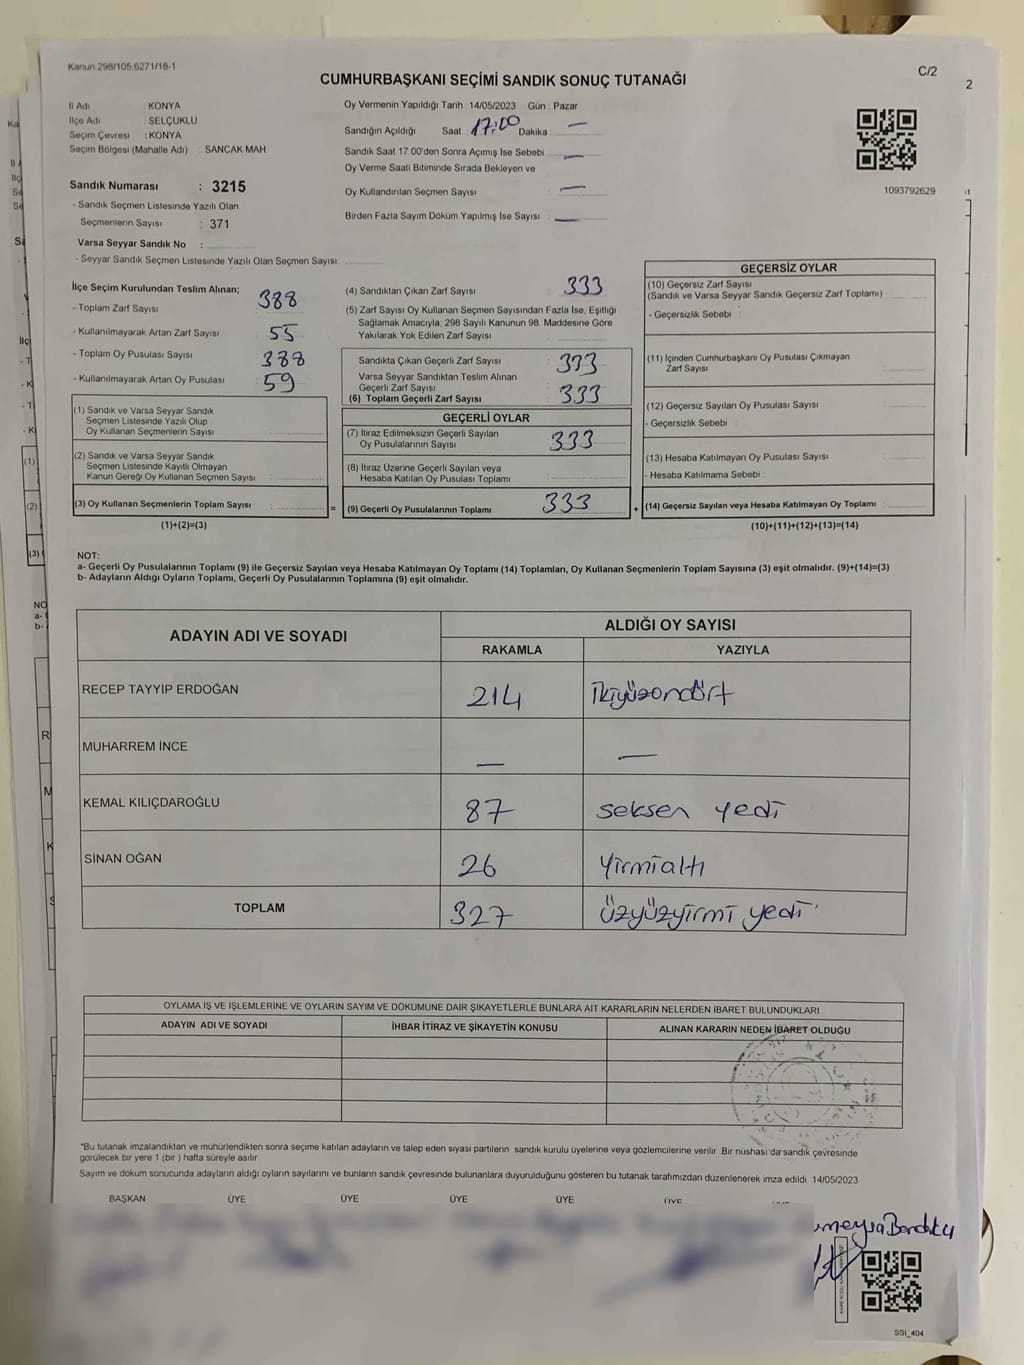 Kanun:298/105,6271/18-1
C/2
2
CUMHURBAŞKANI SEÇİMİ SANDIK SONUÇ TUTANAĞI
İl Adı : KONYA
İlçe Adı : SELÇUKLU
Seçim Çevresi : KONYA
Seçim Bölgesi (Mahalle Adı) : SANCAK MAH.
Sandık Numarası : 3215
- Sandık Seçmen Listesinde Yazılı Olan
Seçmenlerin Sayısı : 371
Varsa Seyyar Sandık No :
- Seyyar Sandık Seçmen Listesinde Yazılı Olan Seçmen Sayısı:
Oy Vermenin Yapıldığı Tarih : 14/05/2023 Gün : Pazar
Sandığın Açıldığı Saat : 17:00 Dakika : —
Sandık Saat 17.00'den Sonra Açımış İse Sebebi : —
Oy Verme Saati Bitiminde Sırada Bekleyen ve
Oy Kullandırılan Seçmen Sayısı : —
Birden Fazla Sayım Döküm Yapılmış İse Sayısı : —
1093792629
İlçe Seçim Kurulundan Teslim Alınan;
- Toplam Zarf Sayısı : 388
- Kullanılmayarak Artan Zarf Sayısı : 55
- Toplam Oy Pusulası Sayısı : 388
- Kullanılmayarak Artan Oy Pusulası : 59
(1) Sandık ve Varsa Seyyar Sandık
Seçmen Listesinde Yazılı Olup
Oy Kullanan Seçmenlerin Sayısı :
(2) Sandık ve Varsa Seyyar Sandık
Seçmen Listesinde Kayıtlı Olmayan
Kanun Gereği Oy Kullanan Seçmen Sayısı :
(3) Oy Kullanan Seçmenlerin Toplam Sayısı : =
(1)+(2)=(3)
(4) Sandıktan Çıkan Zarf Sayısı : 333
(5) Zarf Sayısı Oy Kullanan Seçmen Sayısından Fazla İse, Eşitliği
Sağlamak Amacıyla; 298 Sayılı Kanunun 98. Maddesine Göre
Yakılarak Yok Edilen Zarf Sayısı :
Sandıkta Çıkan Geçerli Zarf Sayısı : 333
Varsa Seyyar Sandıktan Teslim Alınan
Geçerli Zarf Sayısı
(6) Toplam Geçerli Zarf Sayısı : 333
GEÇERLİ OYLAR
(7) İtiraz Edilmeksizin Geçerli Sayılan
Oy Pusulalarının Sayısı : 333
(8) İtiraz Üzerine Geçerli Sayılan veya
Hesaba Katılan Oy Pusulası Toplamı :
(9) Geçerli Oy Pusulalarının Toplamı : 333 +
GEÇERSİZ OYLAR
(10) Geçersiz Zarf Sayısı
(Sandık ve Varsa Seyyar Sandık Geçersiz Zarf Toplamı) :
- Geçersizlik Sebebi :
(11) İçinden Cumhurbaşkanı Oy Pusulası Çıkmayan
Zarf Sayısı :
(12) Geçersiz Sayılan Oy Pusulası Sayısı :
- Geçersizlik Sebebi :
(13) Hesaba Katılmayan Oy Pusulası Sayısı :
- Hesaba Katılmama Sebebi :
(14) Geçersiz Sayılan veya Hesaba Katılmayan Oy Toplamı :
(10)+(11)+(12)+(13)=(14)
NOT:
a- Geçerli Oy Pusulalarının Toplamı (9) ile Geçersiz Sayılan veya Hesaba Katılmayan Oy Toplamı (14) Toplamları, Oy Kullanan Seçmenlerin Toplam Sayısına (3) eşit olmalıdır. (9)+(14)=(3)
b- Adayların Aldığı Oyların Toplamı, Geçerli Oy Pusulalarının Toplamına (9) eşit olmalıdır.
ADAYIN ADI VE SOYADI
ALDIĞI OY SAYISI
RAKAMLA YAZIYLA
RECEP TAYYİP ERDOĞAN 214 İkiyüzondört
MUHARREM İNCE — —
KEMAL KILIÇDAROĞLU 87 seksen yedi
SİNAN OĞAN 26 Yirmialtı
TOPLAM 327 üzyüzyirmi yedi
OYLAMA İŞ VE İŞLEMLERİNE VE OYLARIN SAYIM VE DÖKÜMÜNE DAİR ŞİKAYETLERLE BUNLARA AİT KARARLARIN NELERDEN İBARET BULUNDUKLARI
ADAYIN ADI VE SOYADI İHBAR İTİRAZ VE ŞİKAYETİN KONUSU ALINAN KARARIN NEDEN İBARET OLDUĞU
*Bu tutanak imzalandıktan ve mühürlendikten sonra seçime katılan adayların ve talep eden siyasi partilerin sandık kurulu üyelerine veya gözlemcilerine verilir. Bir nüshası da sandık çevresinde
görülecek bir yere 1 (bir) hafta süreyle asılır.
Sayım ve döküm sonucunda adayların aldığı oyların sayılarını ve bunların sandık çevresinde bulunanlara duyurulduğunu gösteren bu tutanak tarafımızdan düzenlenerek imza edildi. 14/05/2023
BAŞKAN ÜYE ÜYE ÜYE ÜYE ÜYE
SSI_404